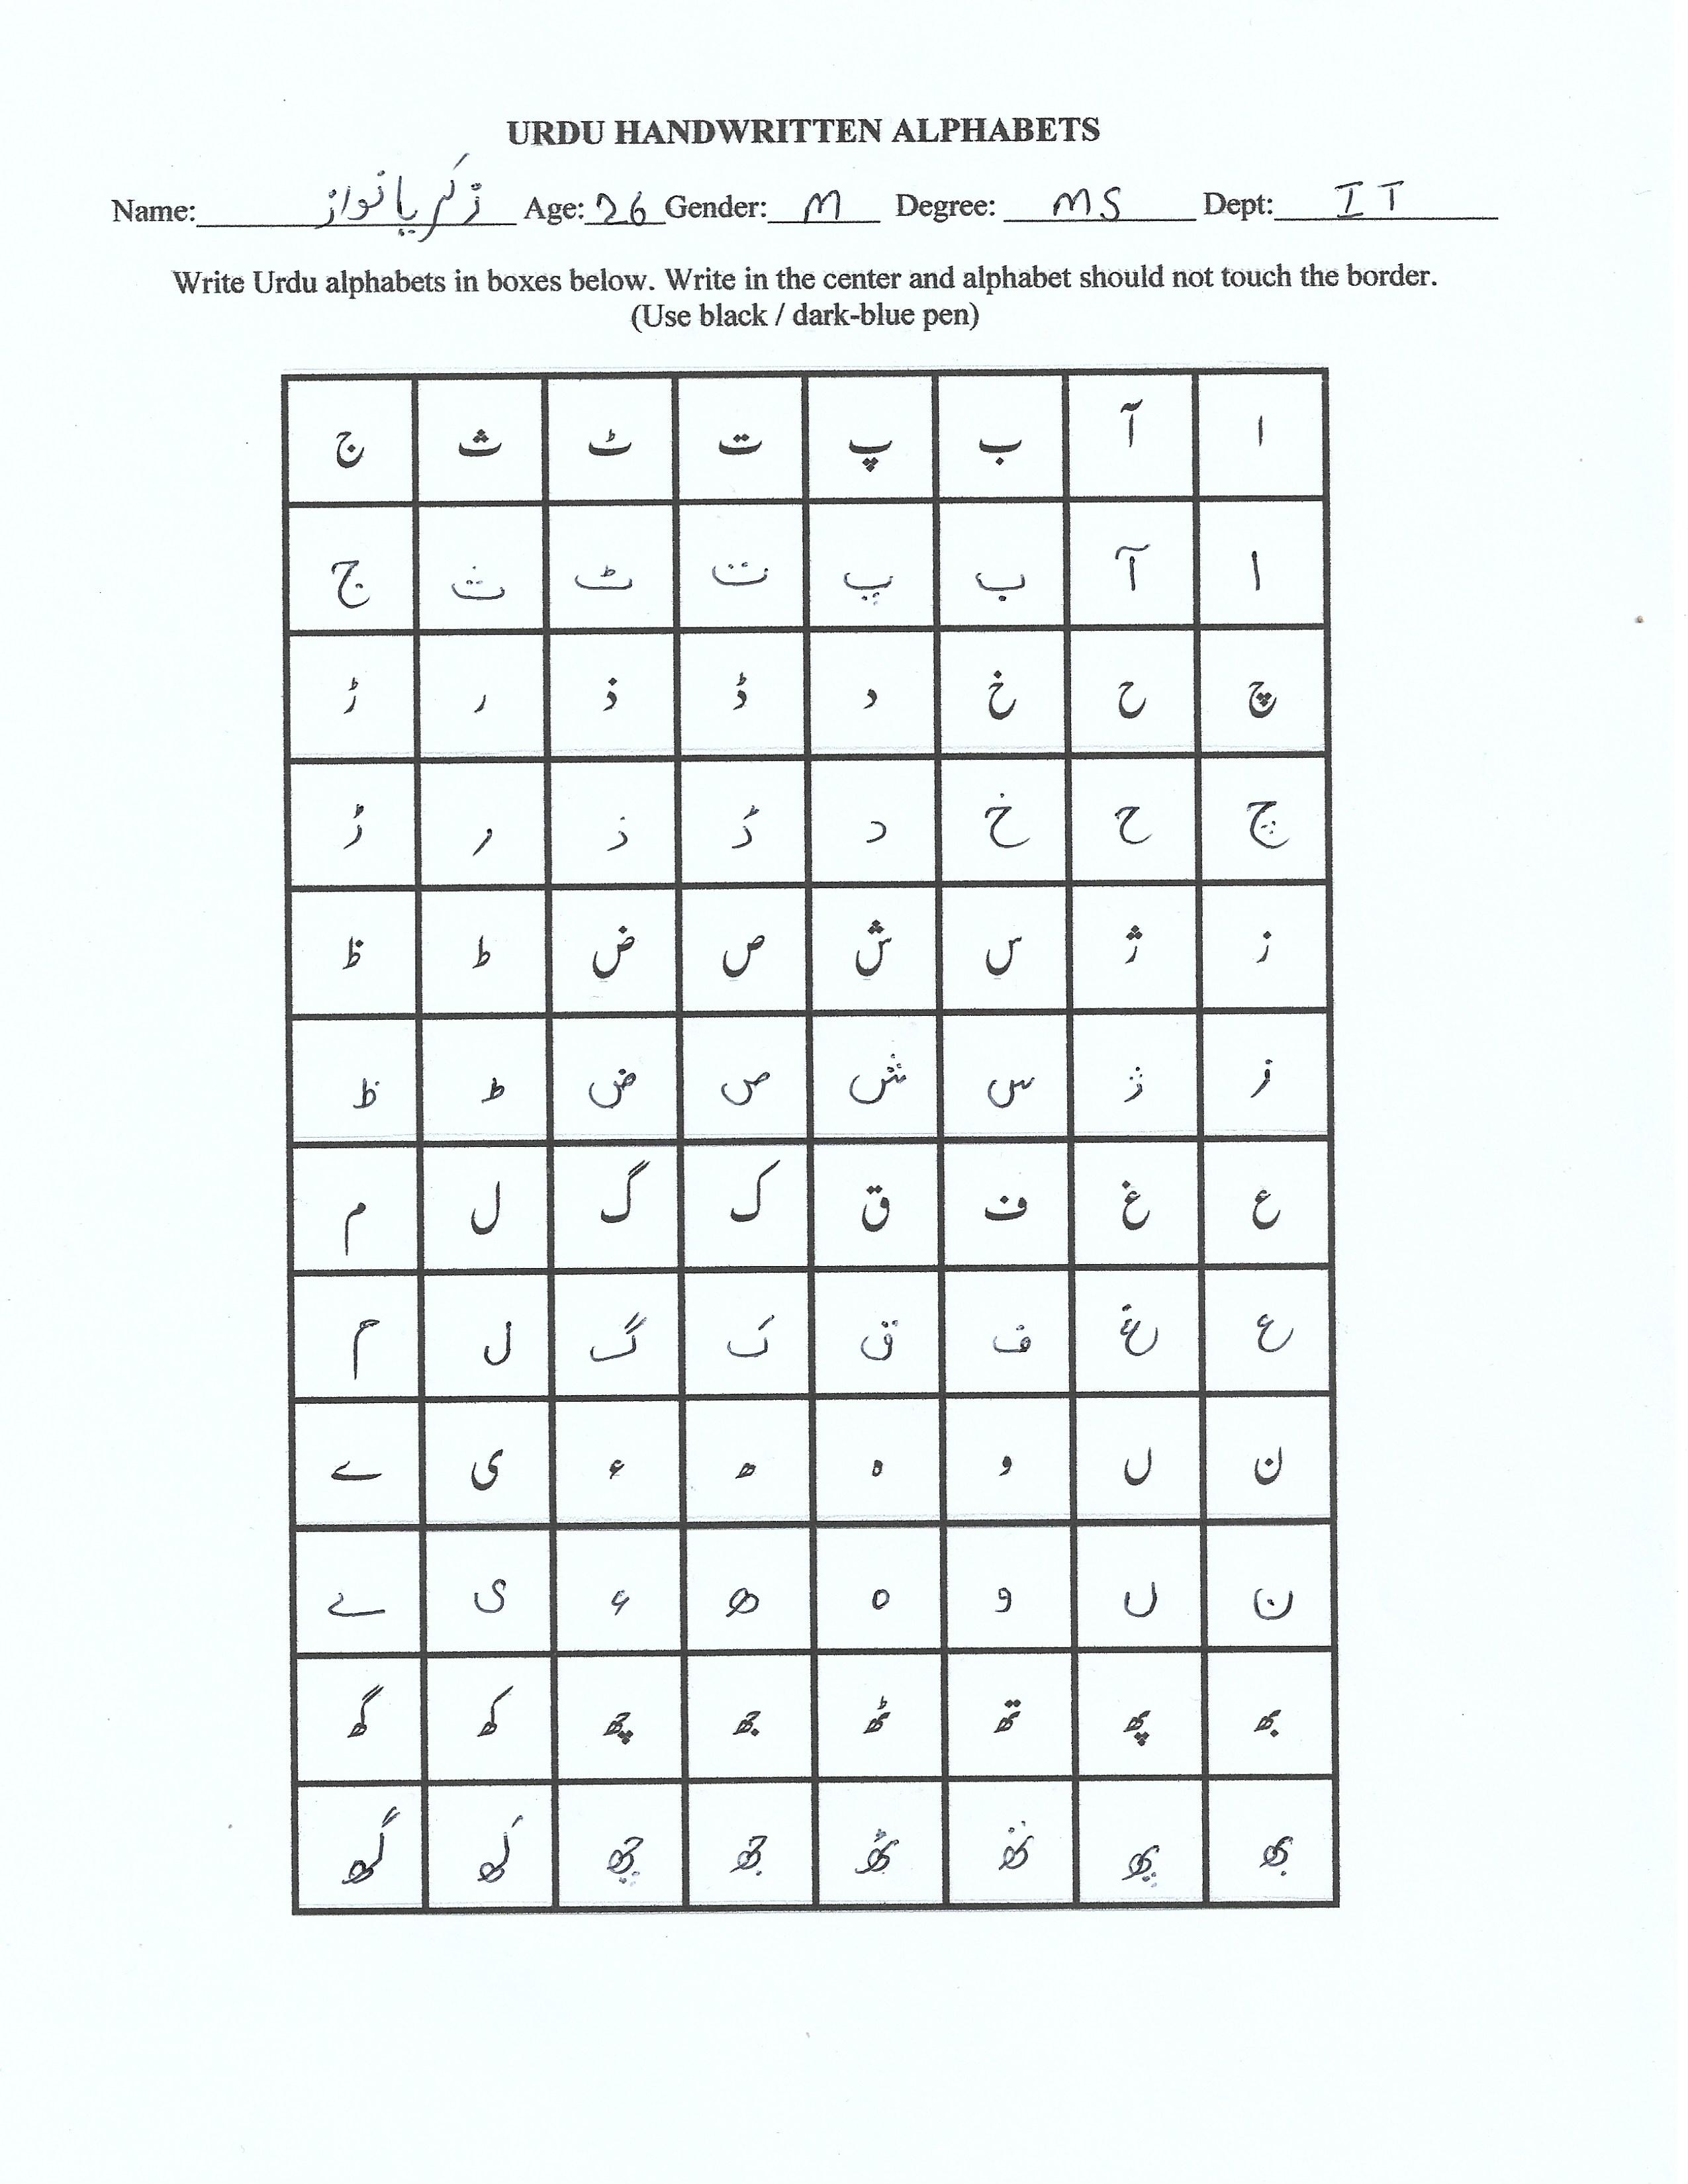 URDU HANDWRITTEN ALPHABETS
Name: زکریا نواز Age: 26 Gender: M Degree: MS Dept: IT
Write Urdu alphabets in boxes below. Write in the center and alphabet should not touch the border.
(Use black / dark-blue pen)
ا آ ب پ ت ٹ ث ج
ا آ ب پ ت ٹ ث ج
چ ح خ د ڈ ذ ر ڑ
چ ح خ د ڈ ذ ر ڑ
ز ژ س ش ص ض ط ظ
ز ژ س ش ص ض ط ظ
ع غ ف ق ک گ ل م
ع غ ف ق ک گ ل م
ن ں و ہ ھ ء ی ے
ن ں و ہ ھ ء ی ے
بھ پھ تھ ٹھ جھ چھ کھ گھ
بھ پھ تھ ٹھ جھ چھ کھ گھ